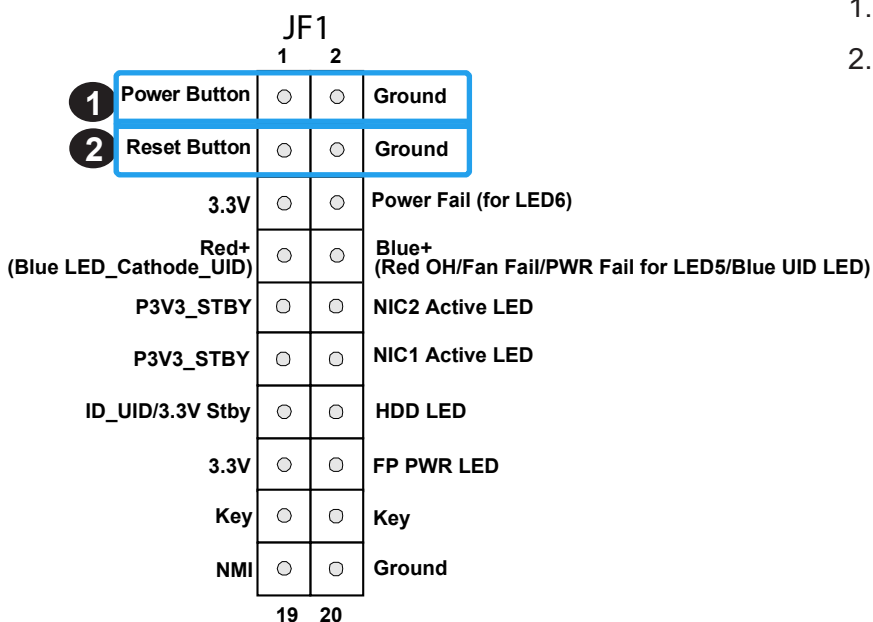 JF1
1.
1 2
2.
1 Power Button Ground
2 Reset Button Ground
3.3V Power Fail (for LED6)
Red+ Blue+
(Blue LED_Cathode_UID) (Red OH/Fan Fail/PWR Fail for LED5/Blue UID LED)
P3V3_STBY NIC2 Active LED
P3V3_STBY NIC1 Active LED
ID_UID/3.3V Stby HDD LED
3.3V FP PWR LED
Key Key
NMI Ground
19 20